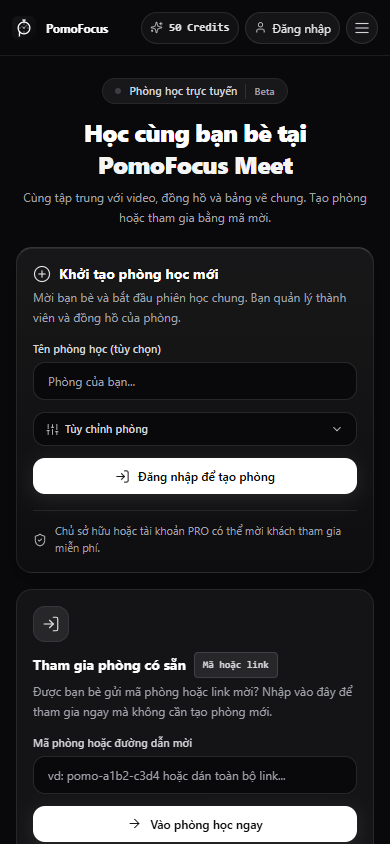 PomoFocus
50 Credits
Đăng nhập
Phòng học trực tuyến
Beta
Học cùng bạn bè tại
PomoFocus Meet
Cùng tập trung với video, đồng hồ và bảng vẽ chung. Tạo phòng
hoặc tham gia bằng mã mời.
Khởi tạo phòng học mới
Mời bạn bè và bắt đầu phiên học chung. Bạn quản lý thành
viên và đồng hồ của phòng.
Tên phòng học (tùy chọn)
Phòng của bạn...
Tùy chỉnh phòng
Đăng nhập để tạo phòng
Chủ sở hữu hoặc tài khoản PRO có thể mời khách tham gia
miễn phí.
Tham gia phòng có sẵn
Mã hoặc link
Được bạn bè gửi mã phòng hoặc link mời? Nhập vào đây để
tham gia ngay mà không cần tạo phòng mới.
Mã phòng hoặc đường dẫn mời
vd: pomo-a1b2-c3d4 hoặc dán toàn bộ link...
Vào phòng học ngay